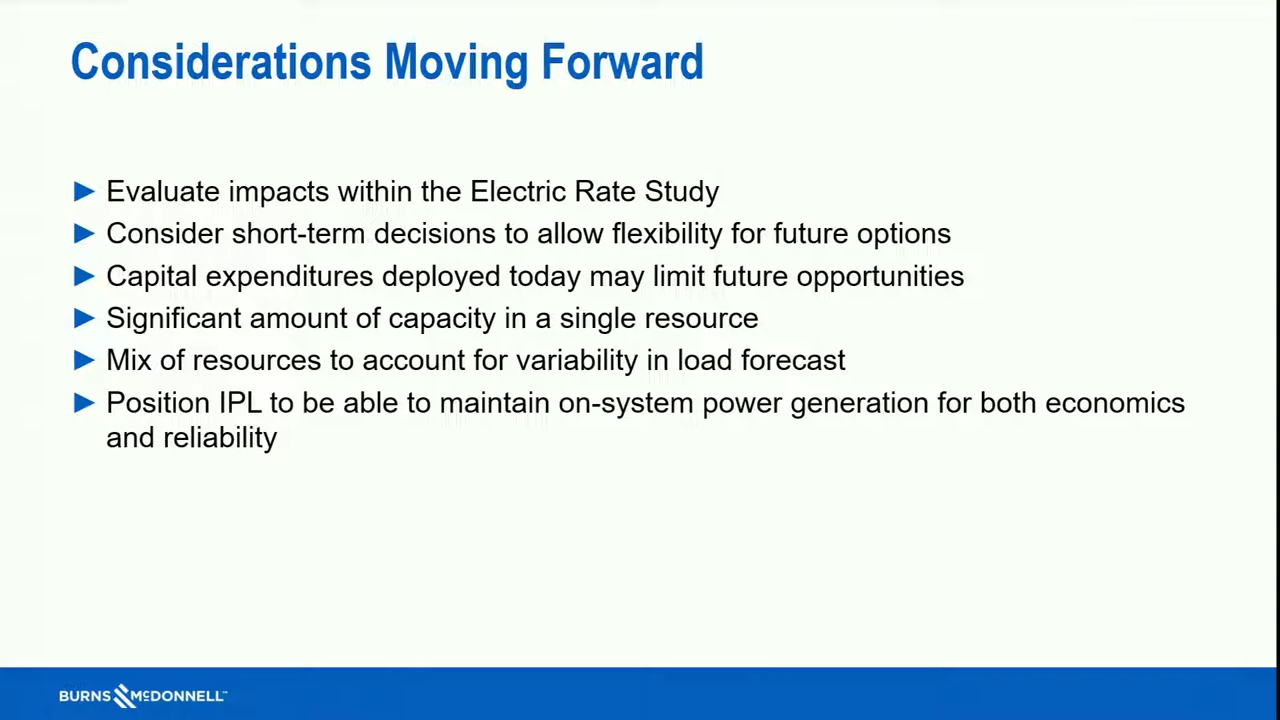 Considerations Moving Forward
► Evaluate impacts within the Electric Rate Study
► Consider short-term decisions to allow flexibility for future options
► Capital expenditures deployed today may limit future opportunities
► Significant amount of capacity in a single resource
► Mix of resources to account for variability in load forecast
► Position IPL to be able to maintain on-system power generation for both economics
and reliability
BURNS McDONNELL™